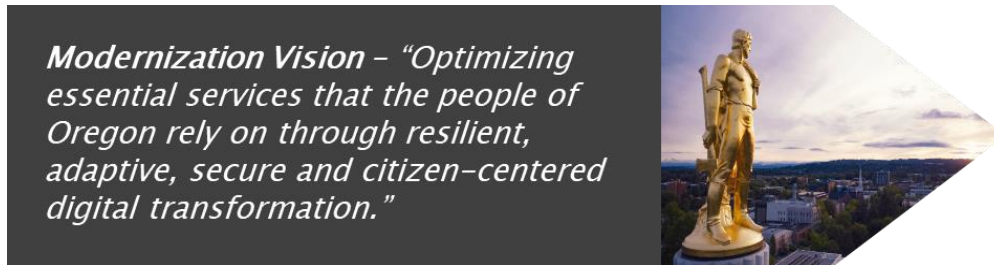 Modernization Vision – “Optimizing
essential services that the people of
Oregon rely on through resilient,
adaptive, secure and citizen–centered
digital transformation.”